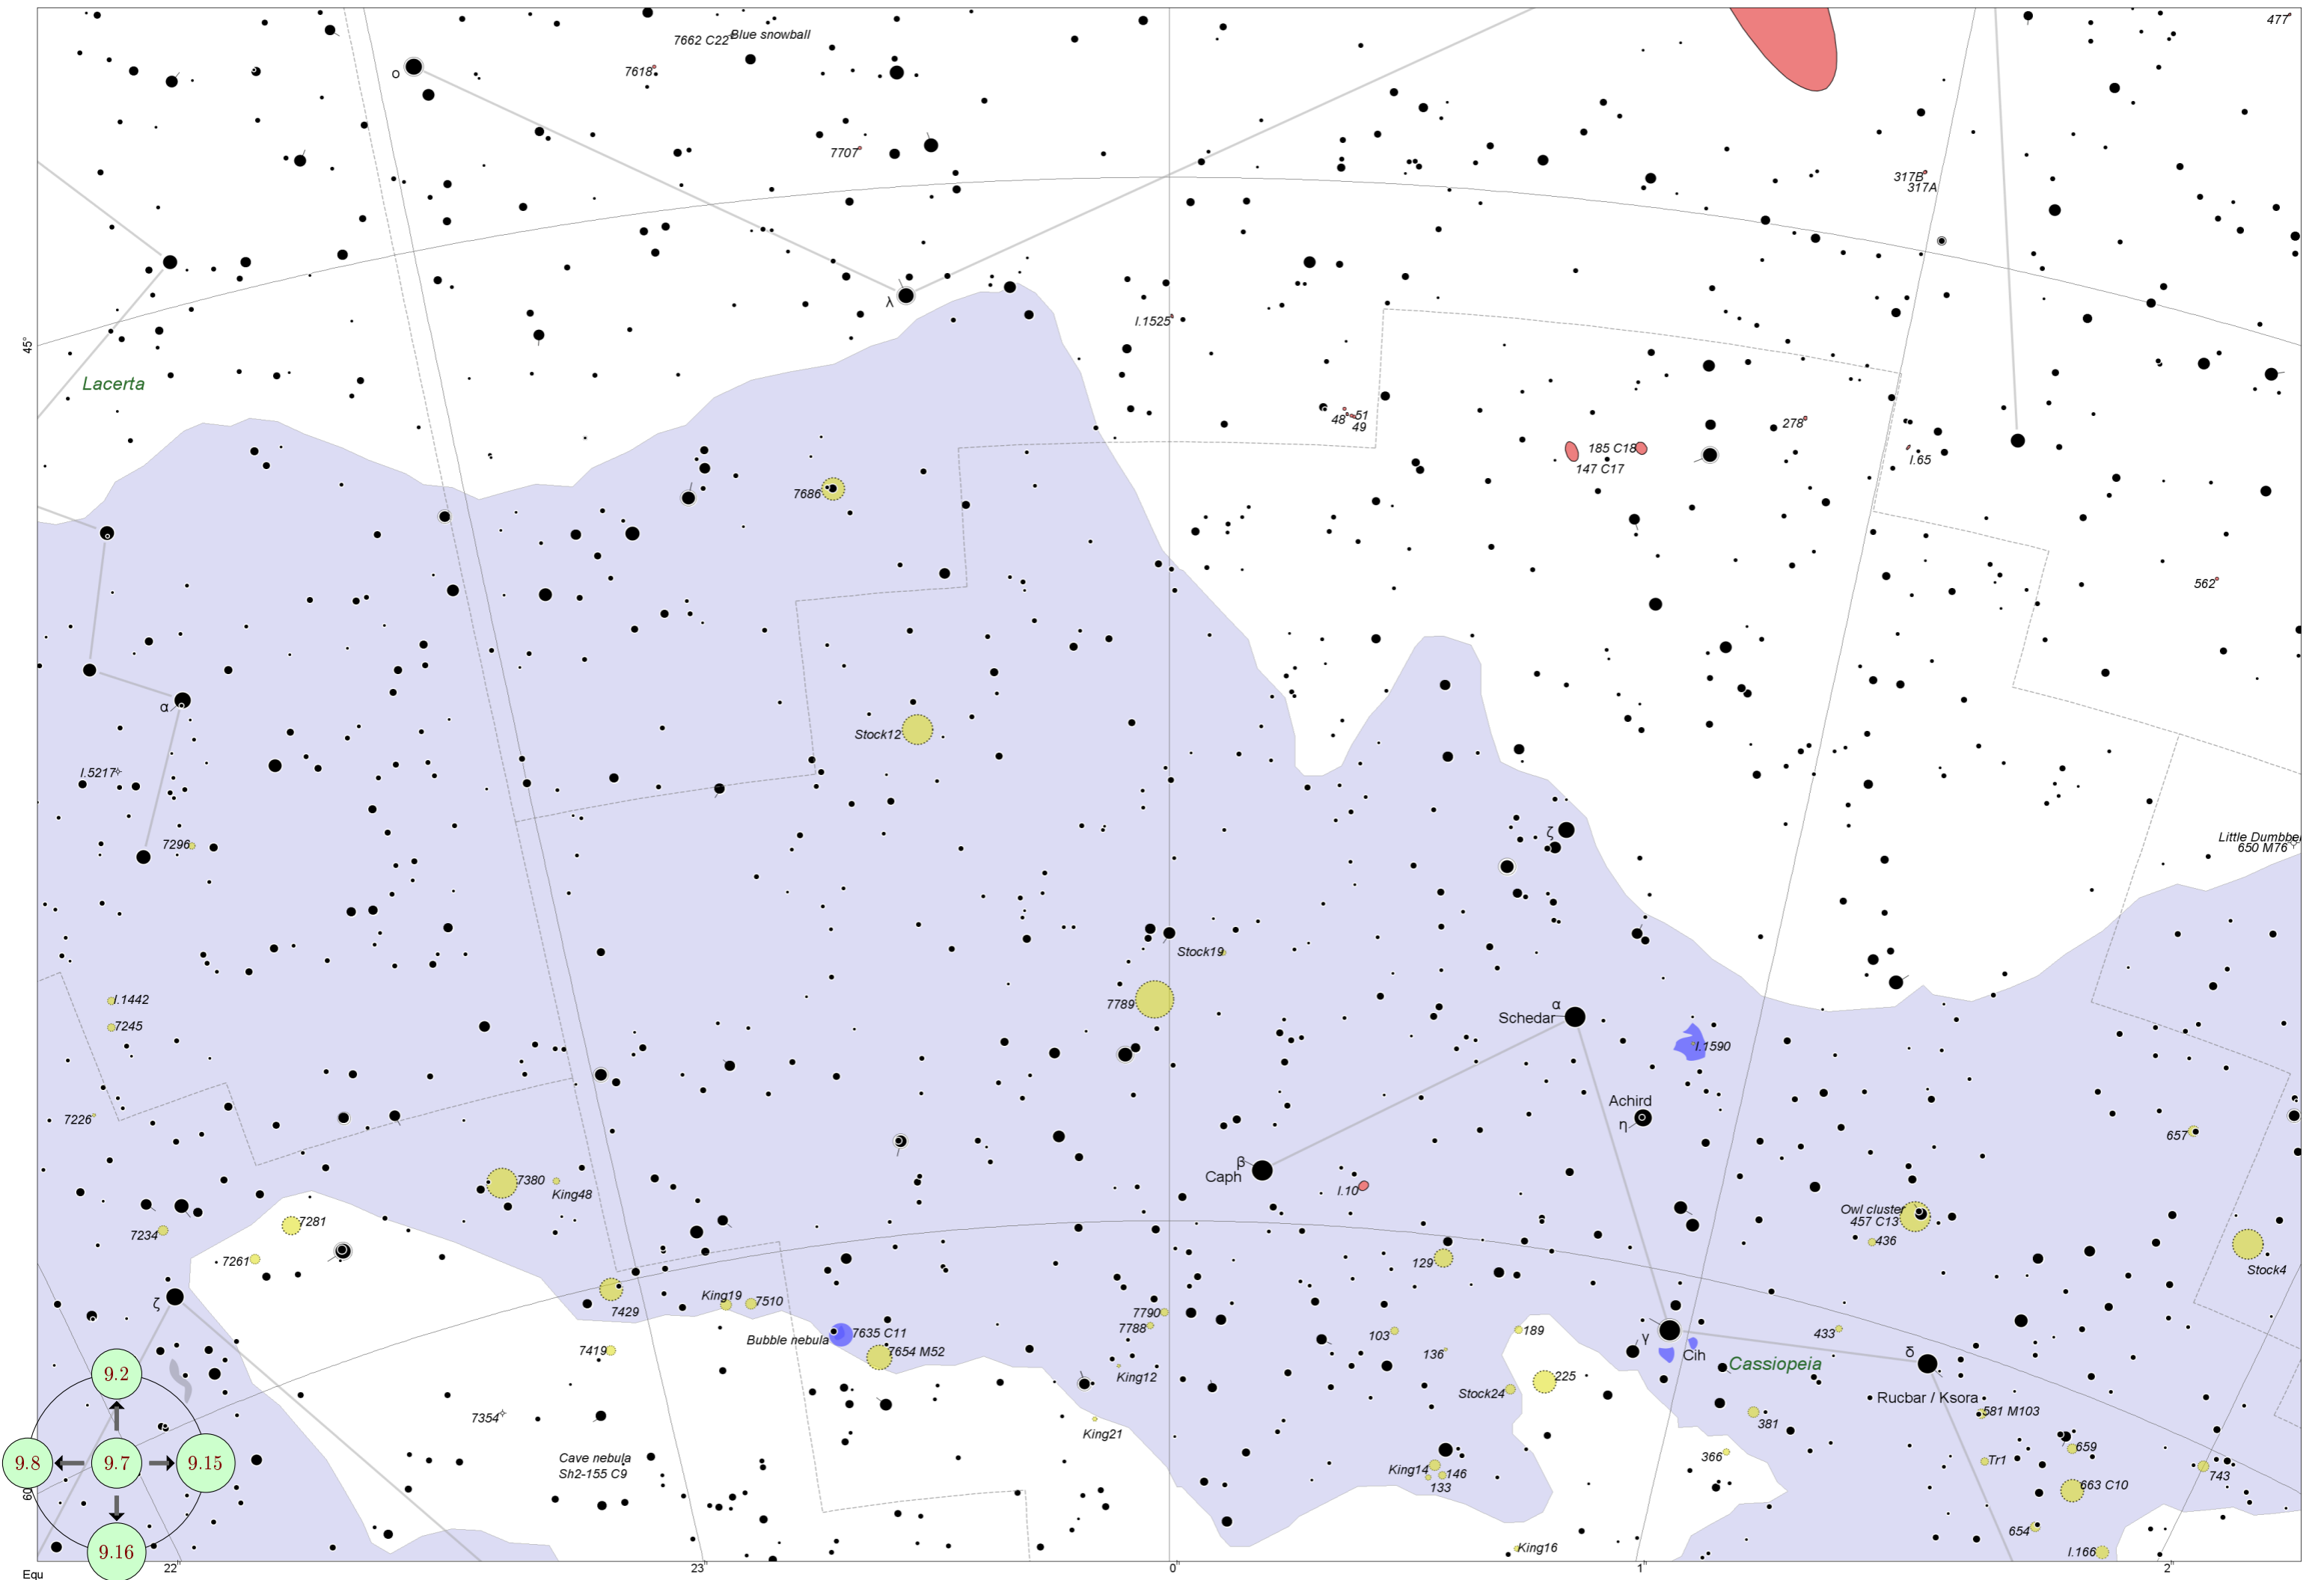 477
Blue snowball
7662 C22
ο
7618
7707
317B
317A
λ
I.1525
45°
Lacerta
48
51
49
278
185 C18
147 C17
I.65
7686
562
α
Stock12
I.5217
ζ
Little Dumbbel
650 M76
7296
Stock19
I.1442
7789
α
Schedar
7245
I.1590
Achird
7226
η
657
β
Caph
7380
King48
I.10
Owl cluster
457 C13
7281
7234
436
7261
129
Stock4
ζ
King19
7510
7429
7790
7788
Bubble nebula
7635 C11
103
189
433
γ
7654 M52
7419
136
Cih
Cassiopeia
δ
King12
225
9.2
Stock24
Rucbar / Ksora
581 M103
7354
381
King21
659
366
Cave nebula
Sh2-155 C9
9.8
9.7
9.15
Tr1
King14
146
133
743
663 C10
60
654
9.16
King16
I.166
22h
23h
0h
1h
2h
Equ